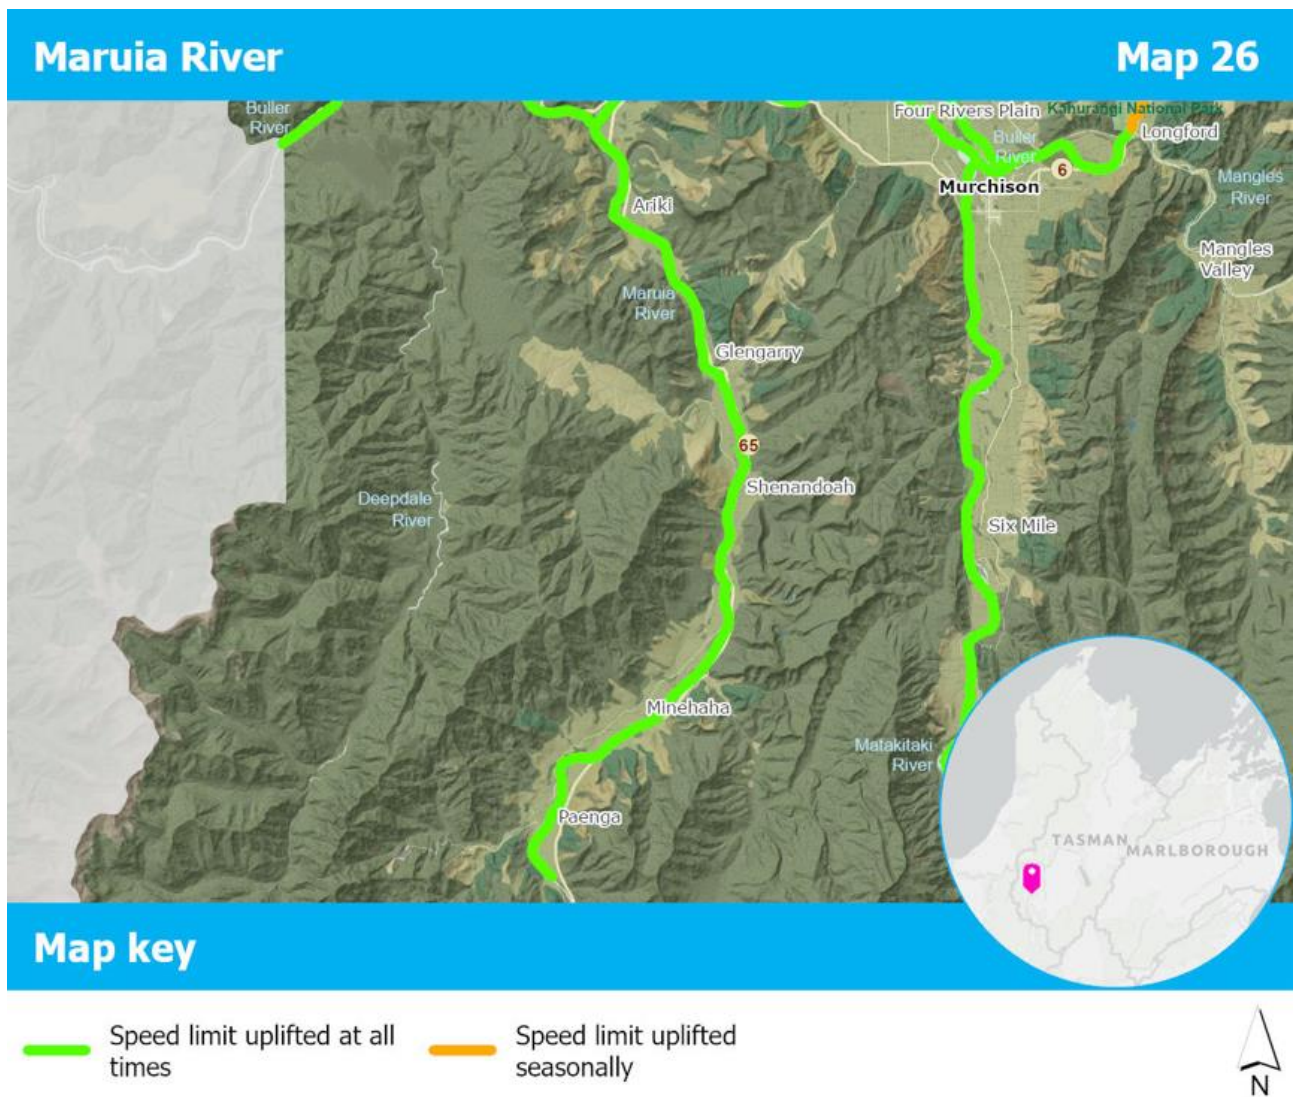 Maruia River
Map 26
Buller
River
Four Rivers Plain
Kahurangi National Park
Longford
Buller
River
6
Murchison
Mangles
River
Ariki
Mangles
Valley
Maruia
River
Glengarry
65
Shenandoah
Deepdale
River
Six Mile
Minehaha
Matakitaki
River
Paenga
TASMAN
MARLBOROUGH
Map key
Speed limit uplifted at all
times
Speed limit uplifted
seasonally
N